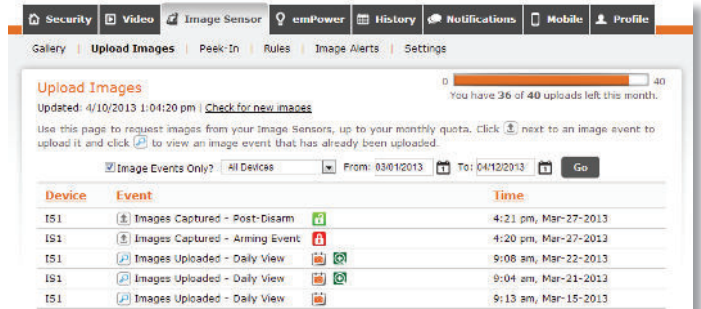 Security Video Image Sensor emPower History Notifications Mobile Profile
Gallery | Upload Images | Peek-In | Rules | Image Alerts | Settings
Upload Images
0 40
You have 36 of 40 uploads left this month.
Updated: 4/10/2013 1:04:20 pm | Check for new images
Use this page to request images from your Image Sensors, up to your monthly quota. Click next to an image event to
upload it and click to view an image event that has already been uploaded.
Image Events Only? All Devices From: 03/01/2013 To: 04/12/2013 Go
Device Event Time
IS1 Images Captured - Post-Disarm 4:21 pm, Mar-27-2013
IS1 Images Captured - Arming Event 4:20 pm, Mar-27-2013
IS1 Images Uploaded - Daily View 9:08 am, Mar-22-2013
IS1 Images Uploaded - Daily View 9:04 am, Mar-21-2013
IS1 Images Uploaded - Daily View 9:13 am, Mar-15-2013